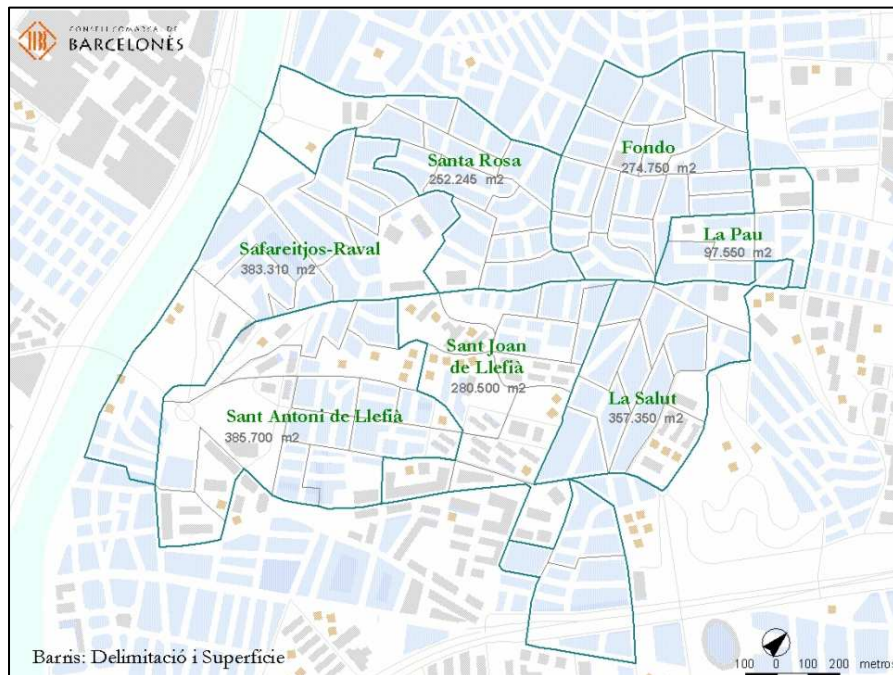 CONSELL COMARCAL DE
BARCELONÈS
Fondo
274.750 m2
Santa Rosa
252.245 m2
La Pau
97.550 m2
Safareitjos-Raval
383.310 m2
Sant Joan
de Llefià
280.500 m2
La Salut
357.350 m2
Sant Antoni de Llefià
385.700 m2
Barris: Delimitació i Superfície
100 0 100 200 metros